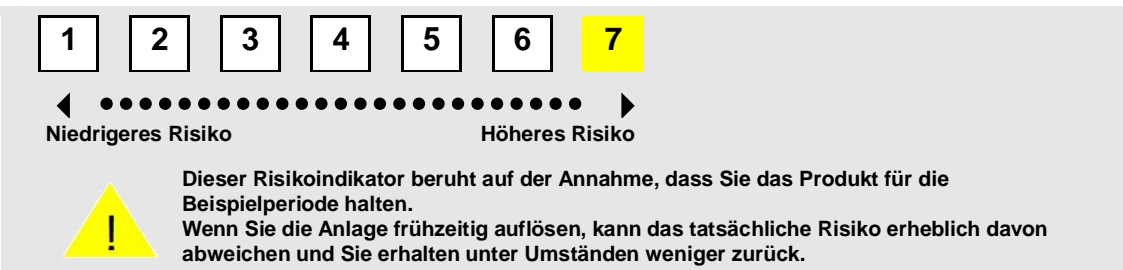 1 2 3 4 5 6 7
Niedrigeres Risiko Höheres Risiko
!
Dieser Risikoindikator beruht auf der Annahme, dass Sie das Produkt für die
Beispielperiode halten.
Wenn Sie die Anlage frühzeitig auflösen, kann das tatsächliche Risiko erheblich davon
abweichen und Sie erhalten unter Umständen weniger zurück.